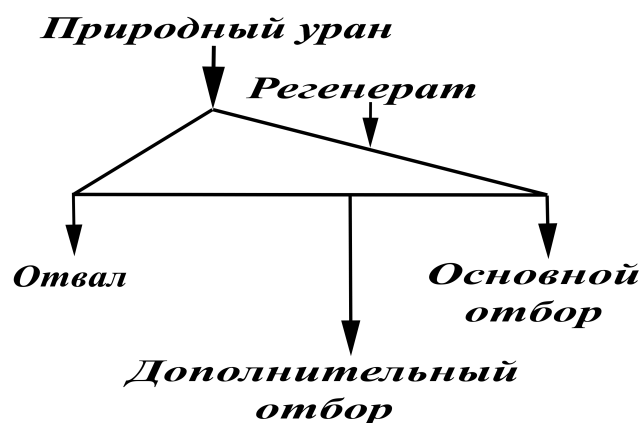 Природный уран
Регенерат
Отвал
Основной
отбор
Дополнительный
отбор